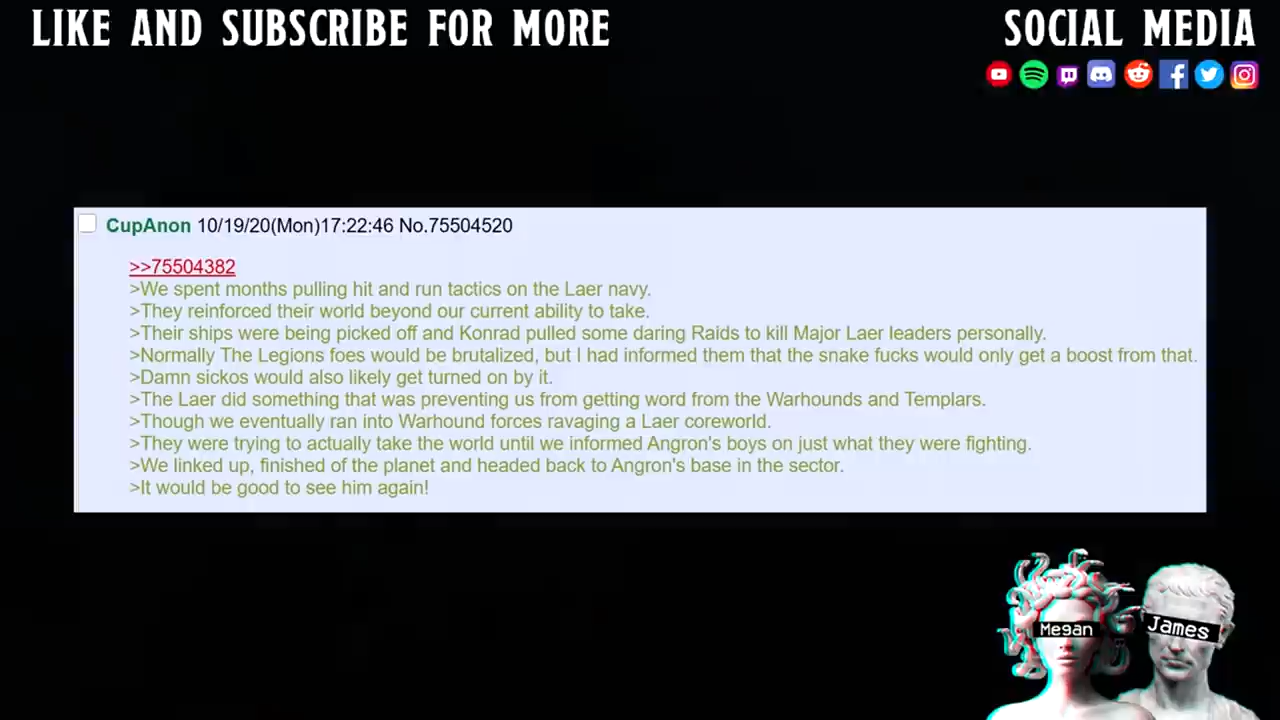 LIKE AND SUBSCRIBE FOR MORE
SOCIAL MEDIA
CupAnon 10/19/20(Mon)17:22:46 No.75504520
>>75504382
>We spent months pulling hit and run tactics on the Laer navy.
>They reinforced their world beyond our current ability to take.
>Their ships were being picked off and Konrad pulled some daring Raids to kill Major Laer leaders personally.
>Normally The Legions foes would be brutalized, but I had informed them that the snake fucks would only get a boost from that.
>Damn sickos would also likely get turned on by it.
>The Laer did something that was preventing us from getting word from the Warhounds and Templars.
>Though we eventually ran into Warhound forces ravaging a Laer coreworld.
>They were trying to actually take the world until we informed Angron's boys on just what they were fighting.
>We linked up, finished of the planet and headed back to Angron's base in the sector.
>It would be good to see him again!
Megan
James